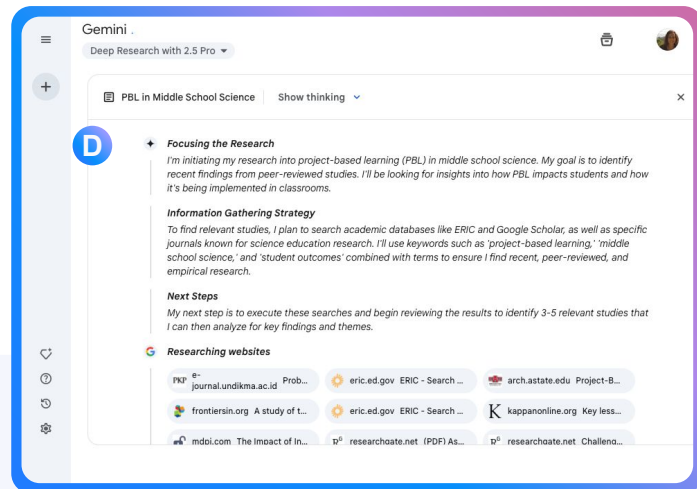 Gemini .
Deep Research with 2.5 Pro
PBL in Middle School Science
Show thinking
D
Focusing the Research
I'm initiating my research into project-based learning (PBL) in middle school science. My goal is to identify
recent findings from peer-reviewed studies. I'll be looking for insights into how PBL impacts students and how
it's being implemented in classrooms.
Information Gathering Strategy
To find relevant studies, I plan to search academic databases like ERIC and Google Scholar, as well as specific
journals known for science education research. I'll use keywords such as 'project-based learning,' 'middle
school science,' and 'student outcomes' combined with terms to ensure I find recent, peer-reviewed, and
empirical research.
Next Steps
My next step is to execute these searches and begin reviewing the results to identify 3-5 relevant studies that
I can then analyze for key findings and themes.
G Researching websites
PKP e-journal.undikma.ac.id Prob...
eric.ed.gov ERIC - Search ...
arch.astate.edu Project-B...
frontiersin.org A study of t...
eric.ed.gov ERIC - Search ...
K kappanonline.org Key less...
mdpi.com The Impact of In...
R⁶ researchgate.net (PDF) As...
R⁶ researchgate.net Challeng...